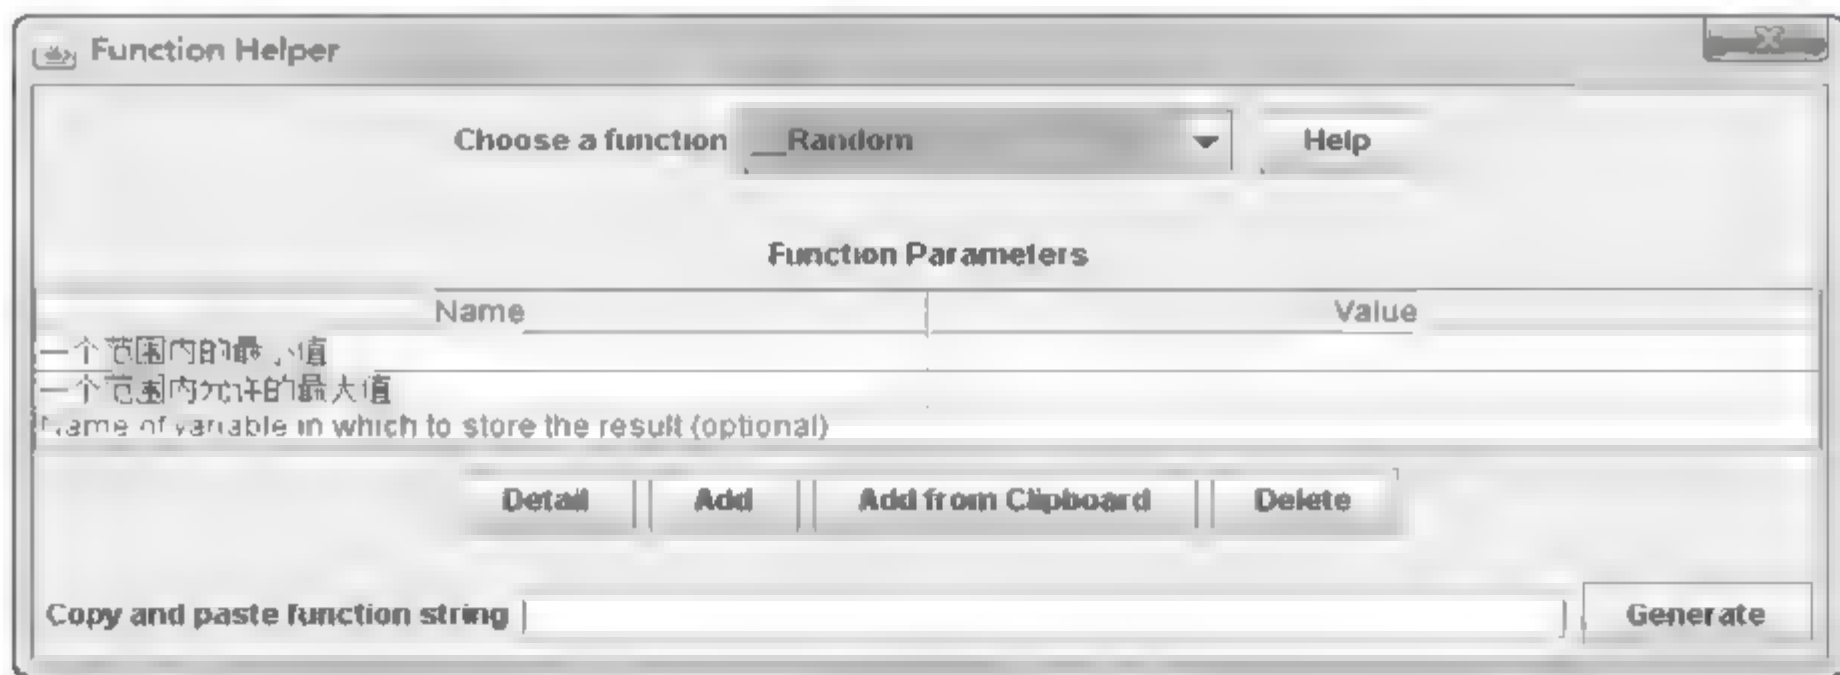 Function Helper
Choose a function __Random Help
Function Parameters
Name Value
一个范围内的最小值
一个范围内允许的最大值
Name of variable in which to store the result (optional)
Detail Add Add from Clipboard Delete
Copy and paste function string Generate